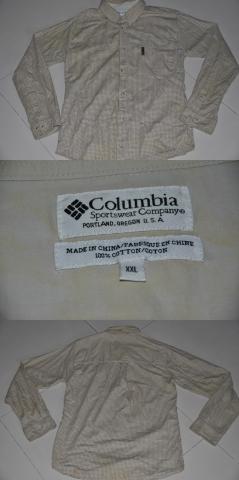 Columbia
Sportswear Company®
PORTLAND, OREGON U.S.A.
MADE IN CHINA/FABRIQUE EN CHINE
100% COTTON/COTON
XXL